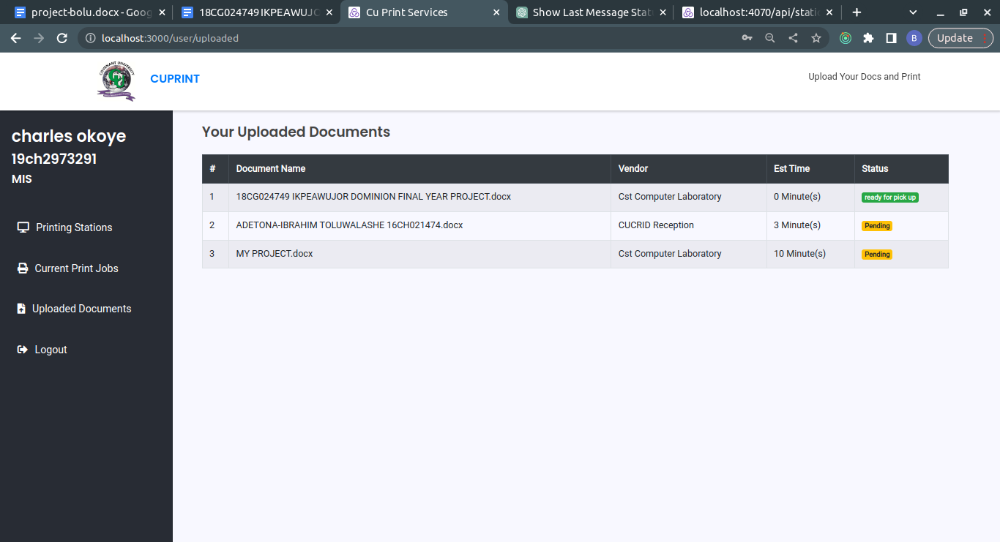 project-bolu.docx - Goog
18CG024749 IKPEAWUJO
Cu Print Services
Show Last Message Stat
localhost:4070/api/stati
localhost:3000/user/uploaded
B
Update
COVENANT UNIVERSITY
CUPRINT
Upload Your Docs and Print
charles okoye
19ch2973291
MIS
Printing Stations
Current Print Jobs
Uploaded Documents
Logout
Your Uploaded Documents
# Document Name Vendor Est Time Status
1 18CG024749 IKPEAWUJOR DOMINION FINAL YEAR PROJECT.docx Cst Computer Laboratory 0 Minute(s) ready for pick up
2 ADETONA-IBRAHIM TOLUWALASHE 16CH021474.docx CUCRID Reception 3 Minute(s) Pending
3 MY PROJECT.docx Cst Computer Laboratory 10 Minute(s) Pending